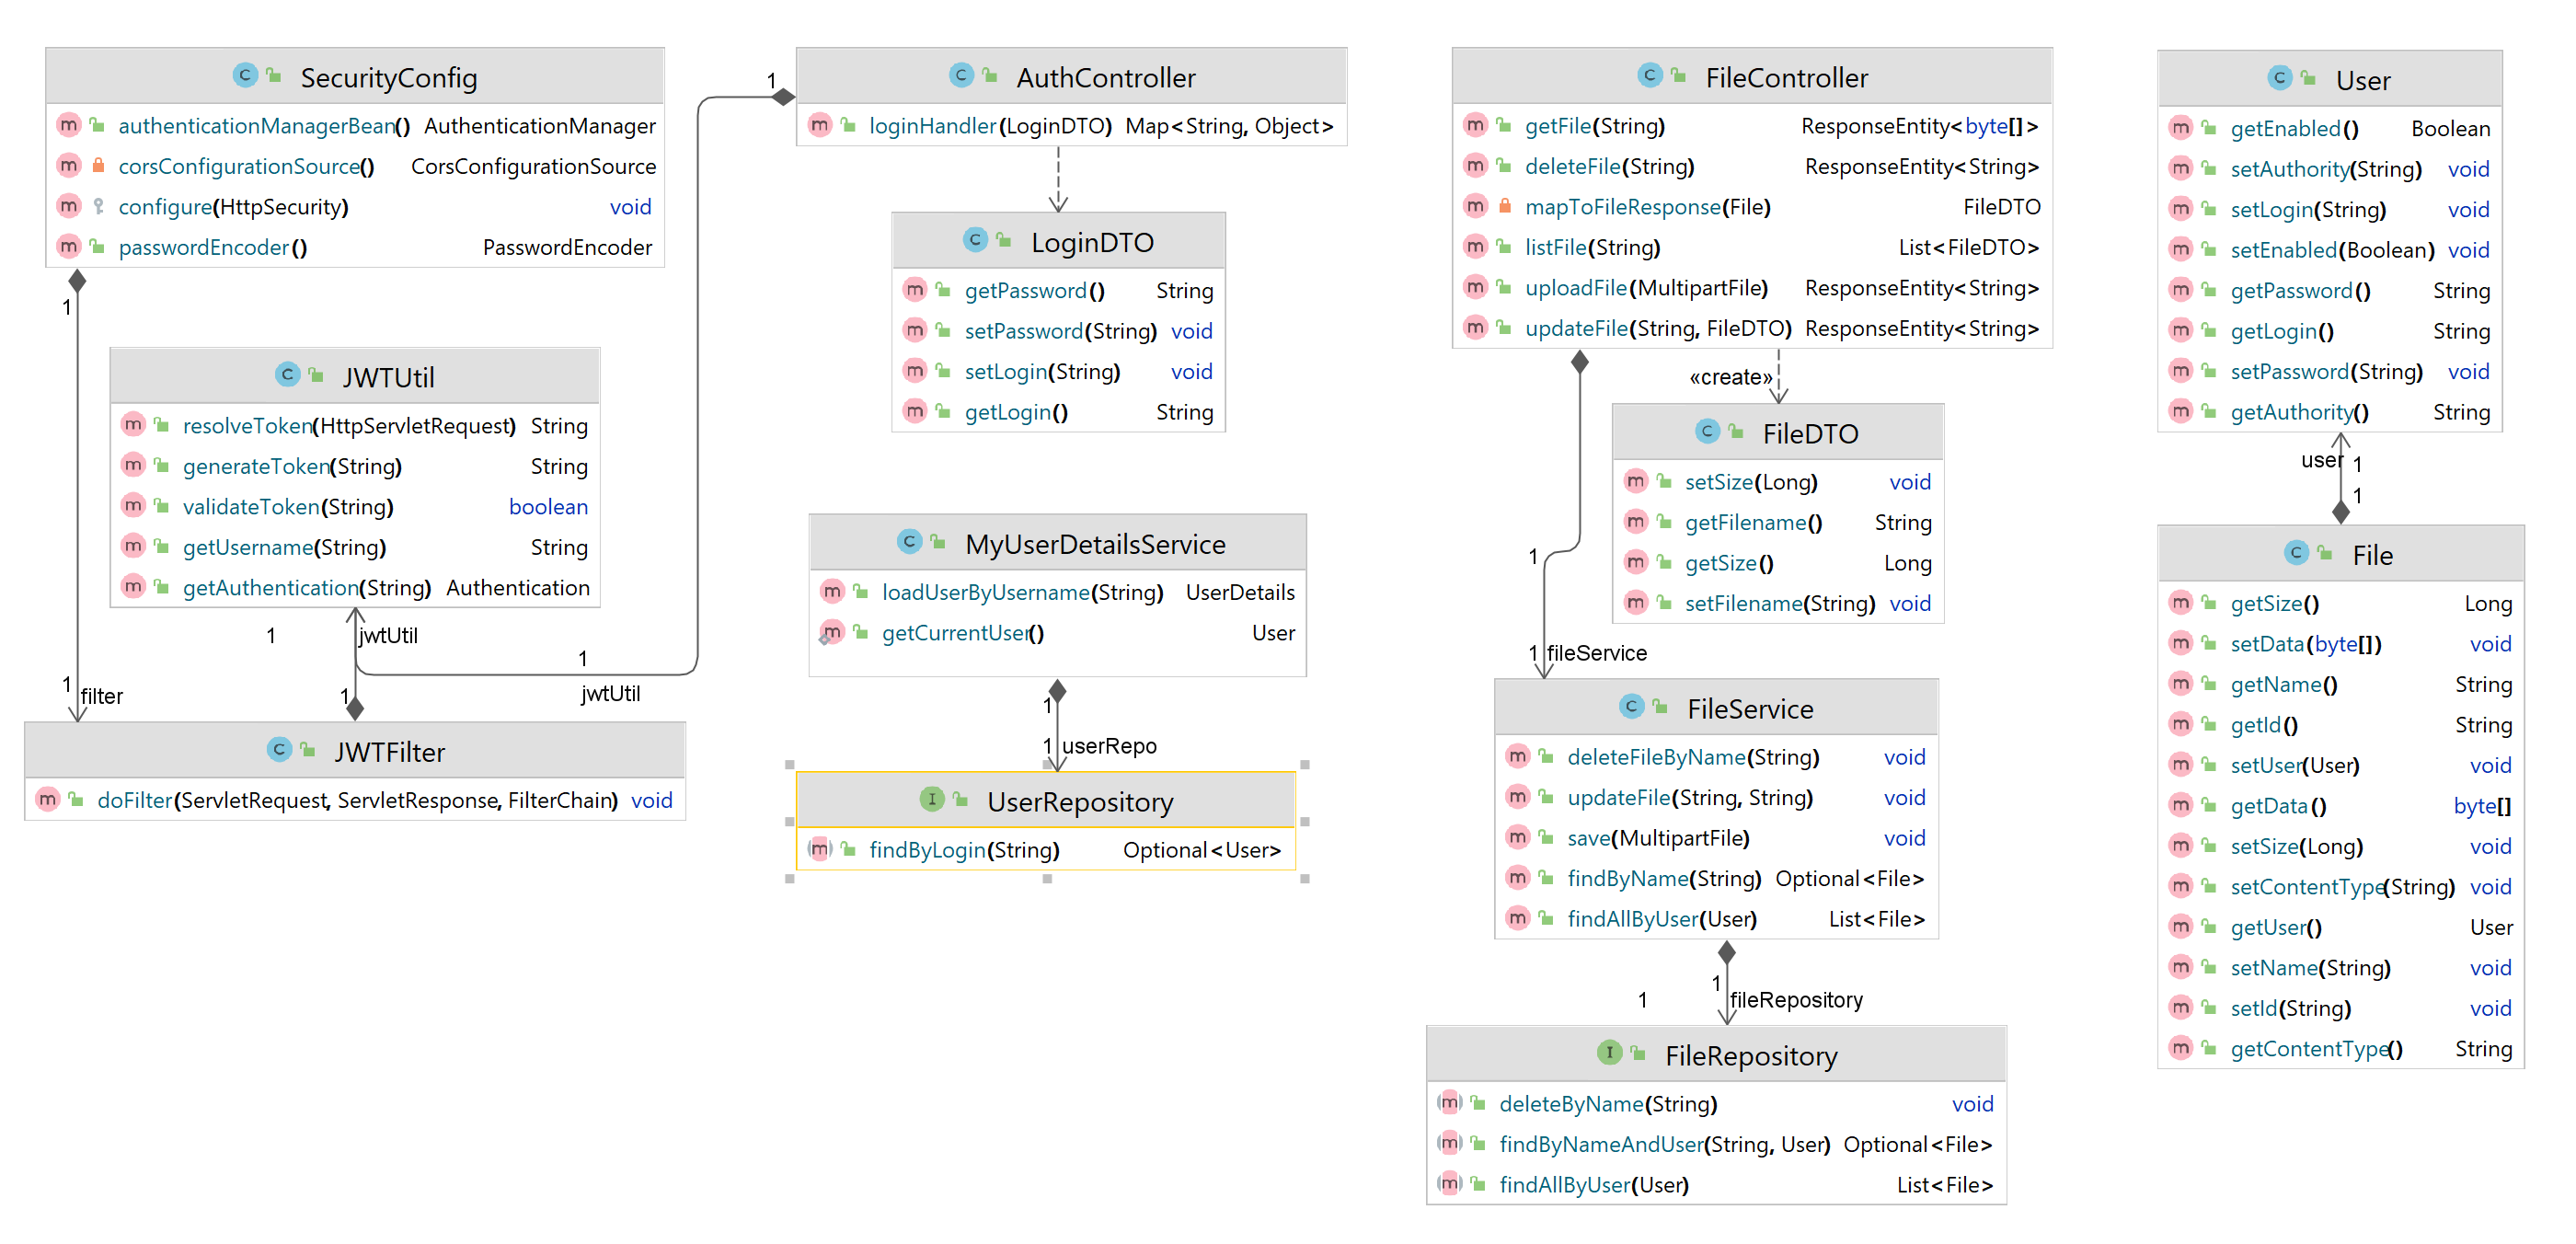 SecurityConfig
authenticationManagerBean() AuthenticationManager
corsConfigurationSource() CorsConfigurationSource
configure(HttpSecurity) void
passwordEncoder() PasswordEncoder
1
1
filter
JWTUtil
resolveToken(HttpServletRequest) String
generateToken(String) String
validateToken(String) boolean
getUsername(String) String
getAuthentication(String) Authentication
1
jwtUtil
1
JWTFilter
doFilter(ServletRequest, ServletResponse, FilterChain) void
1
AuthController
loginHandler(LoginDTO) Map<String, Object>
1
jwtUtil
LoginDTO
getPassword() String
setPassword(String) void
setLogin(String) void
getLogin() String
MyUserDetailsService
loadUserByUsername(String) UserDetails
getCurrentUser() User
1
1 userRepo
UserRepository
findByLogin(String) Optional<User>
FileController
getFile(String) ResponseEntity<byte[]>
deleteFile(String) ResponseEntity<String>
mapToFileResponse(File) FileDTO
listFile(String) List<FileDTO>
uploadFile(MultipartFile) ResponseEntity<String>
updateFile(String, FileDTO) ResponseEntity<String>
«create»
FileDTO
setSize(Long) void
getFilename() String
getSize() Long
setFilename(String) void
1
1 fileService
FileService
deleteFileByName(String) void
updateFile(String, String) void
save(MultipartFile) void
findByName(String) Optional<File>
findAllByUser(User) List<File>
1
1 fileRepository
FileRepository
deleteByName(String) void
findByNameAndUser(String, User) Optional<File>
findAllByUser(User) List<File>
User
getEnabled() Boolean
setAuthority(String) void
setLogin(String) void
setEnabled(Boolean) void
getPassword() String
getLogin() String
setPassword(String) void
getAuthority() String
user 1
1
File
getSize() Long
setData(byte[]) void
getName() String
getId() String
setUser(User) void
getData() byte[]
setSize(Long) void
setContentType(String) void
getUser() User
setName(String) void
setId(String) void
getContentType() String